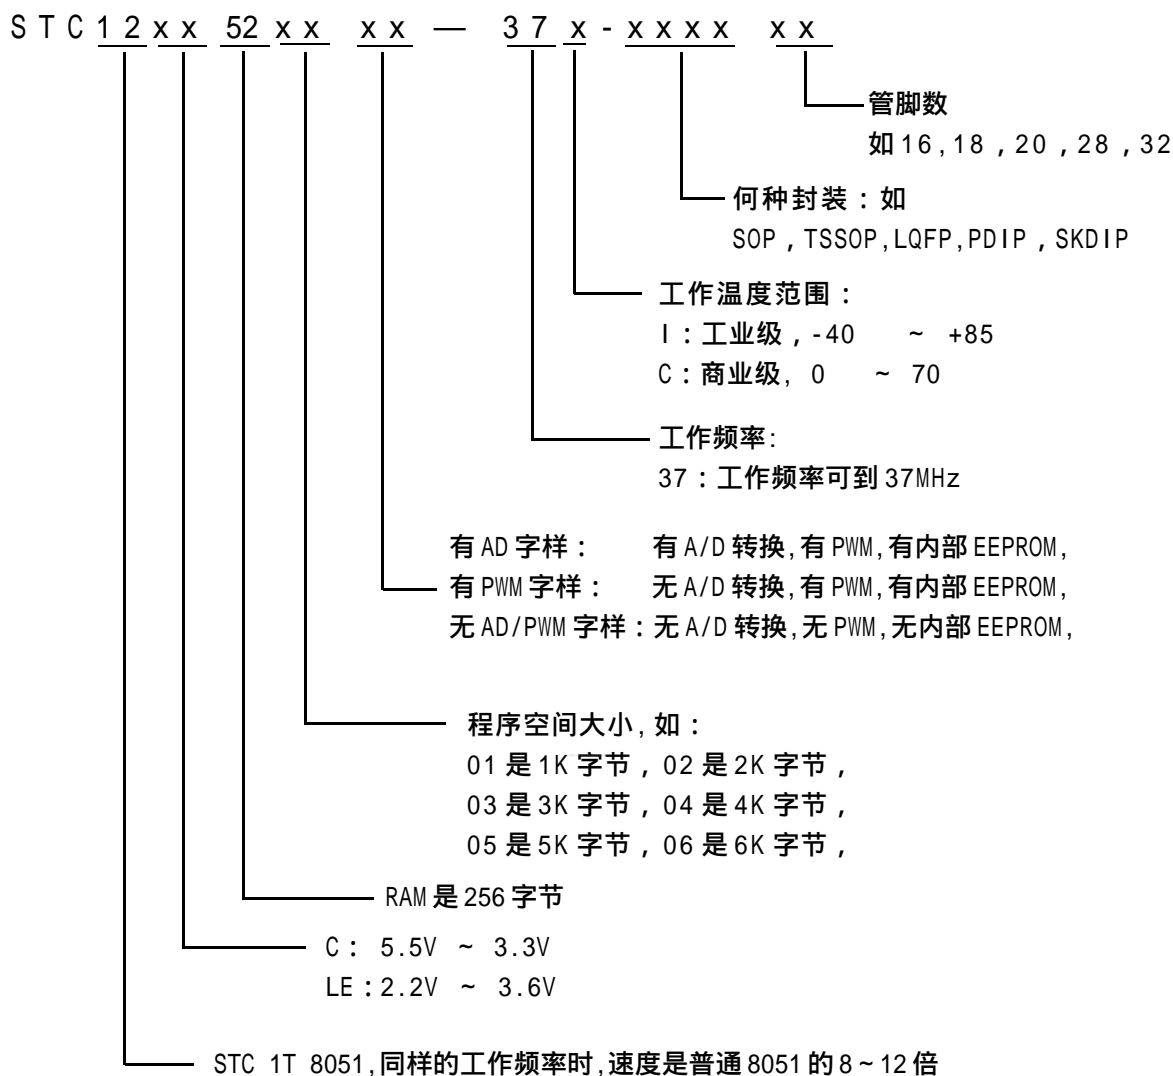 STC12xx52xx xx — 37x-xxxx xx
管脚数
如16,18，20，28，32
何种封装：如
SOP，TSSOP,LQFP,PDIP，SKDIP
工作温度范围：
I：工业级，-40 ~ +85
C：商业级, 0 ~ 70
工作频率:
37：工作频率可到37MHz
有AD字样： 有A/D转换,有PWM,有内部EEPROM,
有PWM字样： 无A/D转换,有PWM,有内部EEPROM,
无AD/PWM字样：无A/D转换,无PWM,无内部EEPROM,
程序空间大小,如：
01是1K字节，02是2K字节，
03是3K字节，04是4K字节，
05是5K字节，06是6K字节，
RAM是256字节
C： 5.5V ~ 3.3V
LE：2.2V ~ 3.6V
STC 1T 8051,同样的工作频率时,速度是普通8051的8~12倍